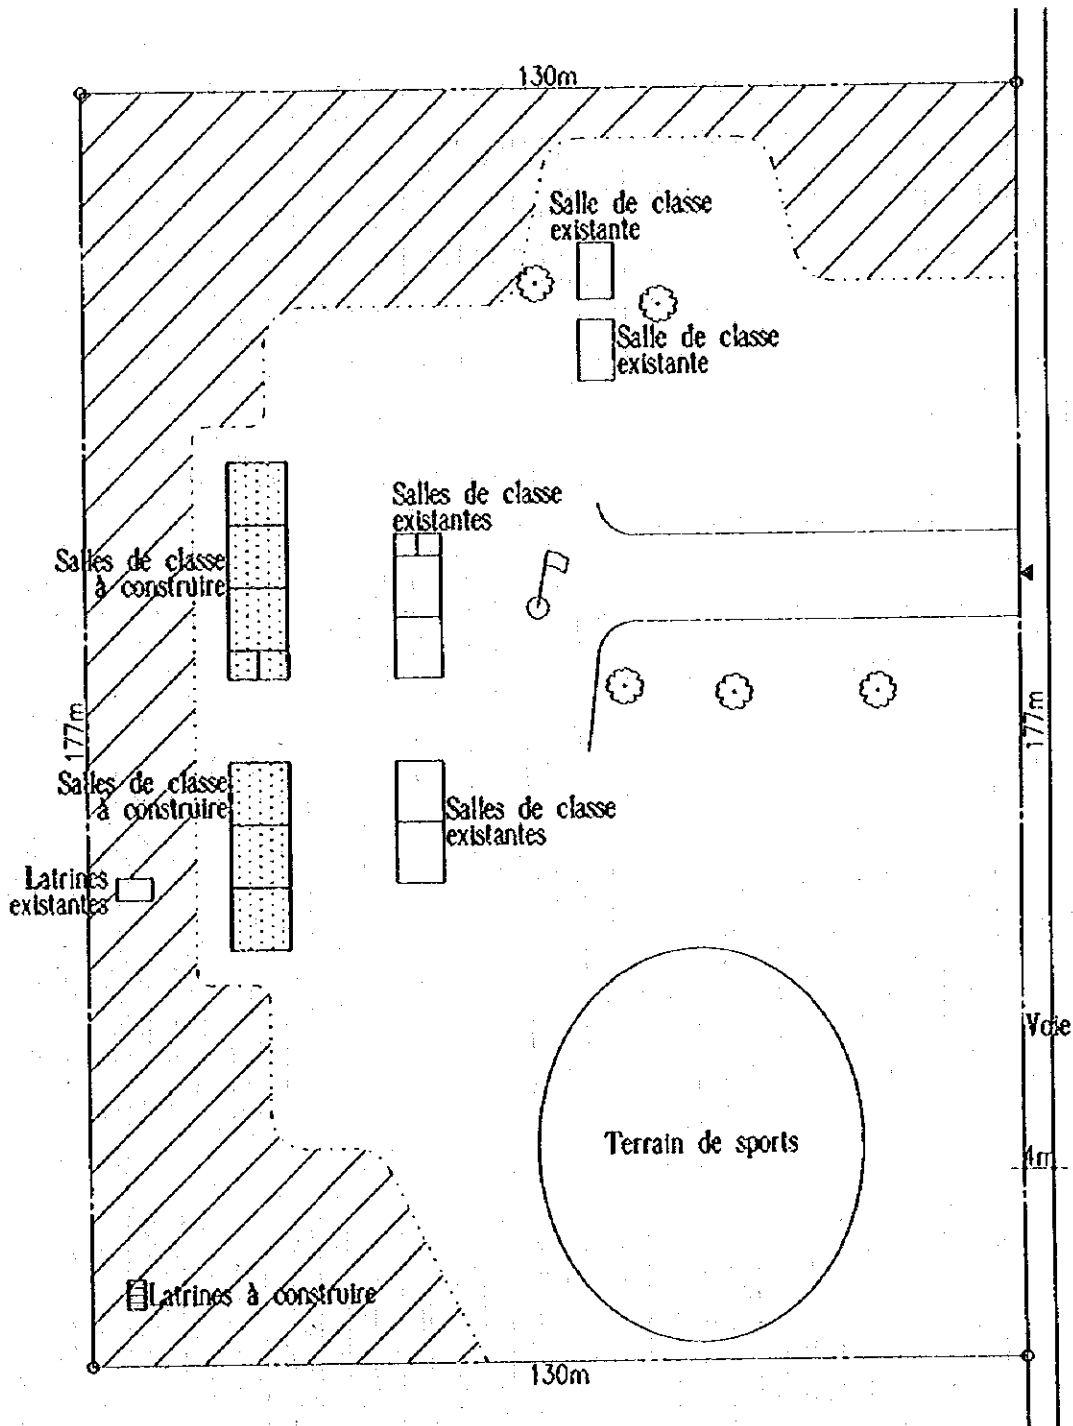 130m
Salle de classe
existante
Salle de classe
existante
Salles de classe
existantes
Salles de classe
à construire
177m
177m
Salles de classe
à construire
Salles de classe
existantes
Latrines
existantes
Voie
Terrain de sports
4m
Latrines à construire
130m